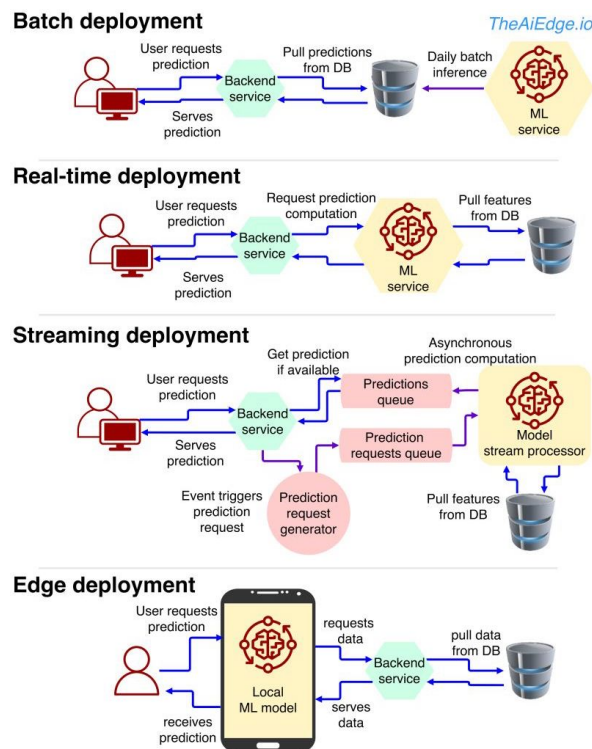 Batch deployment
TheAiEdge.io
User requests
prediction
Backend
service
Serves
prediction
Pull predictions
from DB
Daily batch
inference
ML
service
Real-time deployment
User requests
prediction
Backend
service
Serves
prediction
Request prediction
computation
ML
service
Pull features
from DB
Streaming deployment
User requests
prediction
Backend
service
Serves
prediction
Get prediction
if available
Predictions
queue
Asynchronous
prediction computation
Prediction
requests queue
Model
stream processor
Event triggers
prediction
request
Prediction
request
generator
Pull features
from DB
Edge deployment
User requests
prediction
receives
prediction
Local
ML model
requests
data
serves
data
Backend
service
pull data
from DB